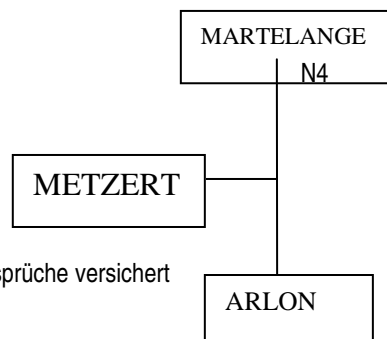 MARTELANGE
N4
METZERT
sprüche versichert
ARLON